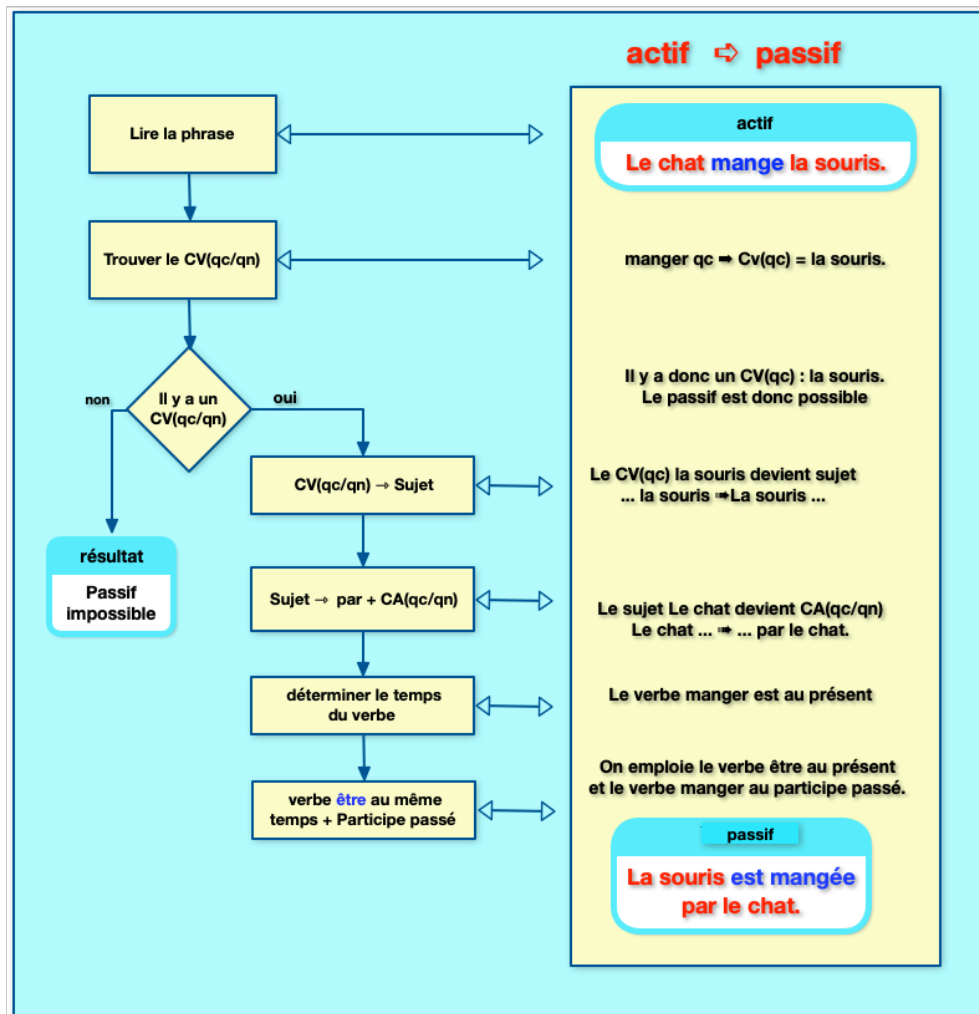 actif ➪ passif
Lire la phrase
actif
Le chat mange la souris.
Trouver le CV(qc/qn)
manger qc ➡ Cv(qc) = la souris.
Il y a un
CV(qc/qn)
non
oui
Il y a donc un CV(qc) : la souris.
Le passif est donc possible
CV(qc/qn) → Sujet
Le CV(qc) la souris devient sujet
... la souris ➠La souris ...
résultat
Passif
impossible
Sujet → par + CA(qc/qn)
Le sujet Le chat devient CA(qc/qn)
Le chat ... ➠ ... par le chat.
déterminer le temps
du verbe
Le verbe manger est au présent
verbe être au même
temps + Participe passé
On emploie le verbe être au présent
et le verbe manger au participe passé.
passif
La souris est mangée
par le chat.